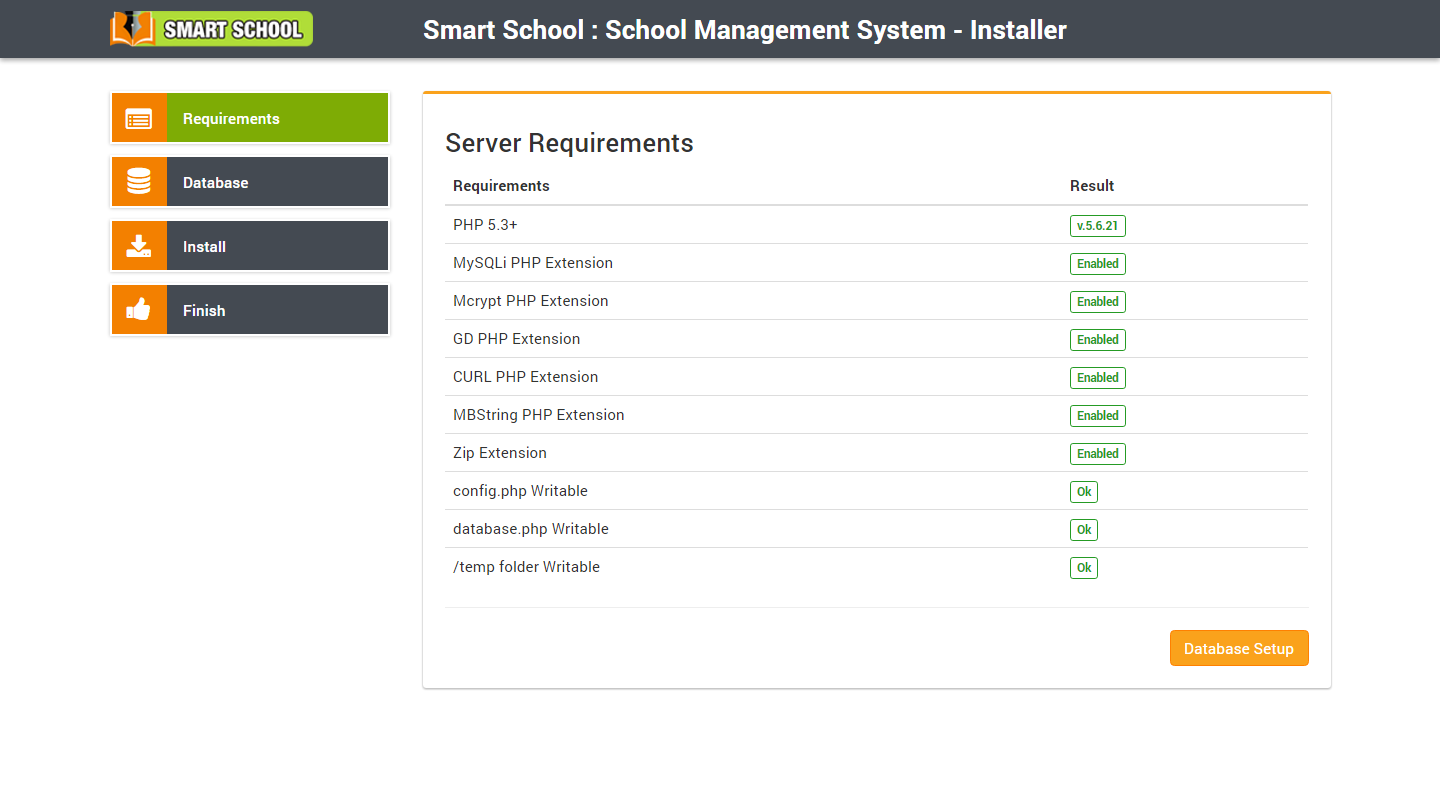 SMART SCHOOL
Smart School : School Management System - Installer
Requirements
Database
Install
Finish
Server Requirements
Requirements Result
PHP 5.3+ v.5.6.21
MySQLi PHP Extension Enabled
Mcrypt PHP Extension Enabled
GD PHP Extension Enabled
CURL PHP Extension Enabled
MBString PHP Extension Enabled
Zip Extension Enabled
config.php Writable Ok
database.php Writable Ok
/temp folder Writable Ok
Database Setup